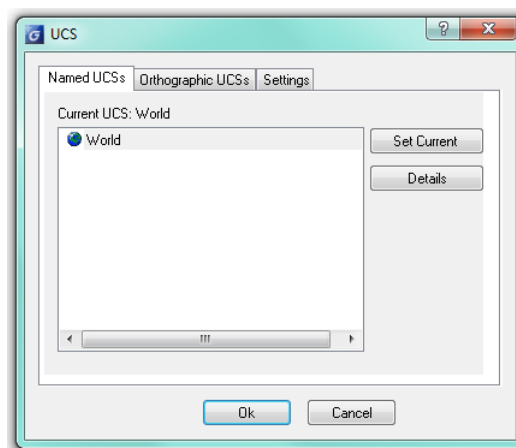 UCS
Named UCSs Orthographic UCSs Settings
Current UCS: World
World
Set Current
Details
Ok Cancel